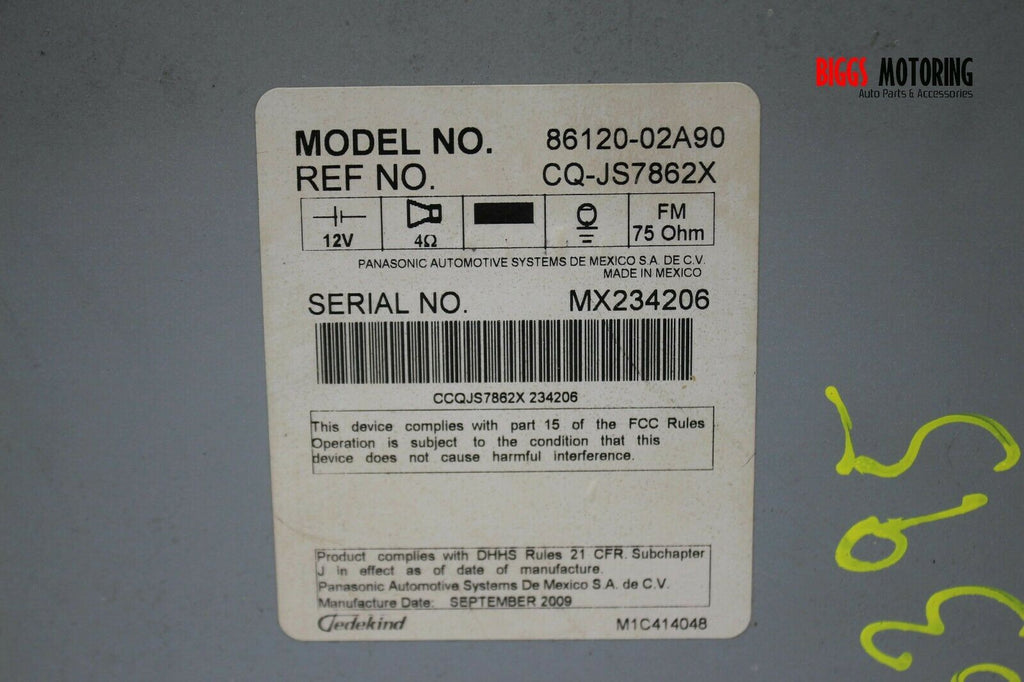 BIGGS MOTORING
Auto Parts & Accessories
MODEL NO. 86120-02A90
REF NO. CQ-JS7862X
12V 4Ω FM
75 Ohm
PANASONIC AUTOMOTIVE SYSTEMS DE MEXICO S.A. DE C.V.
MADE IN MEXICO
SERIAL NO. MX234206
CCQJS7862X 234206
This device complies with part 15 of the FCC Rules
Operation is subject to the condition that this
device does not cause harmful interference.
Product complies with DHHS Rules 21 CFR. Subchapter
J in effect as of date of manufacture.
Panasonic Automotive Systems De Mexico S.A. de C.V.
Manufacture Date: SEPTEMBER 2009
Gedekind M1C414048